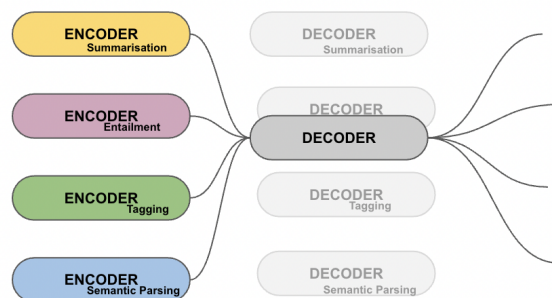 ENCODER
Summarisation
DECODER
Summarisation
ENCODER
Entailment
DECODER
DECODER
ENCODER
Tagging
DECODER
Tagging
ENCODER
Semantic Parsing
DECODER
Semantic Parsing